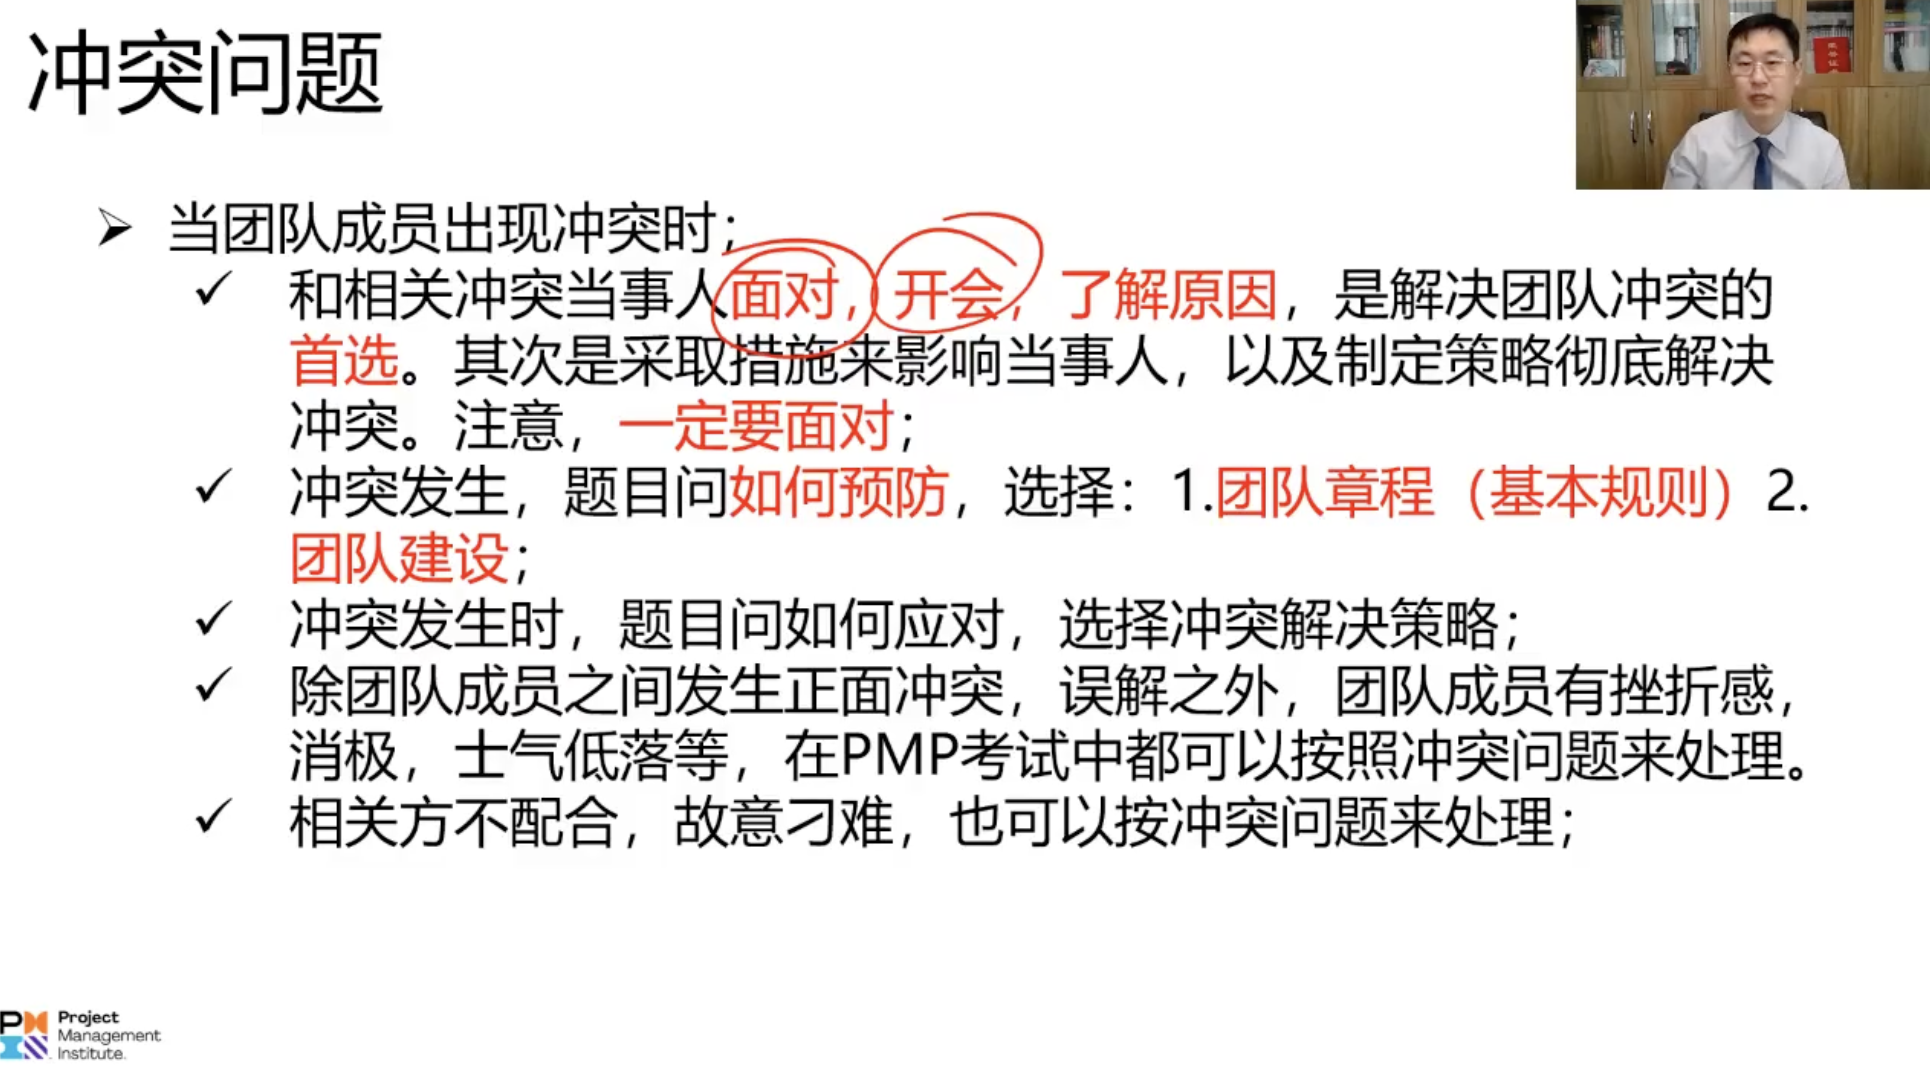 冲突问题
当团队成员出现冲突时；
和相关冲突当事人面对，开会，了解原因，是解决团队冲突的
首选。其次是采取措施来影响当事人，以及制定策略彻底解决
冲突。注意，一定要面对；
冲突发生，题目问如何预防，选择：1.团队章程（基本规则）2.
团队建设；
冲突发生时，题目问如何应对，选择冲突解决策略；
除团队成员之间发生正面冲突，误解之外，团队成员有挫折感，
消极，士气低落等，在PMP考试中都可以按照冲突问题来处理。
相关方不配合，故意刁难，也可以按冲突问题来处理；
Project
Management
Institute.